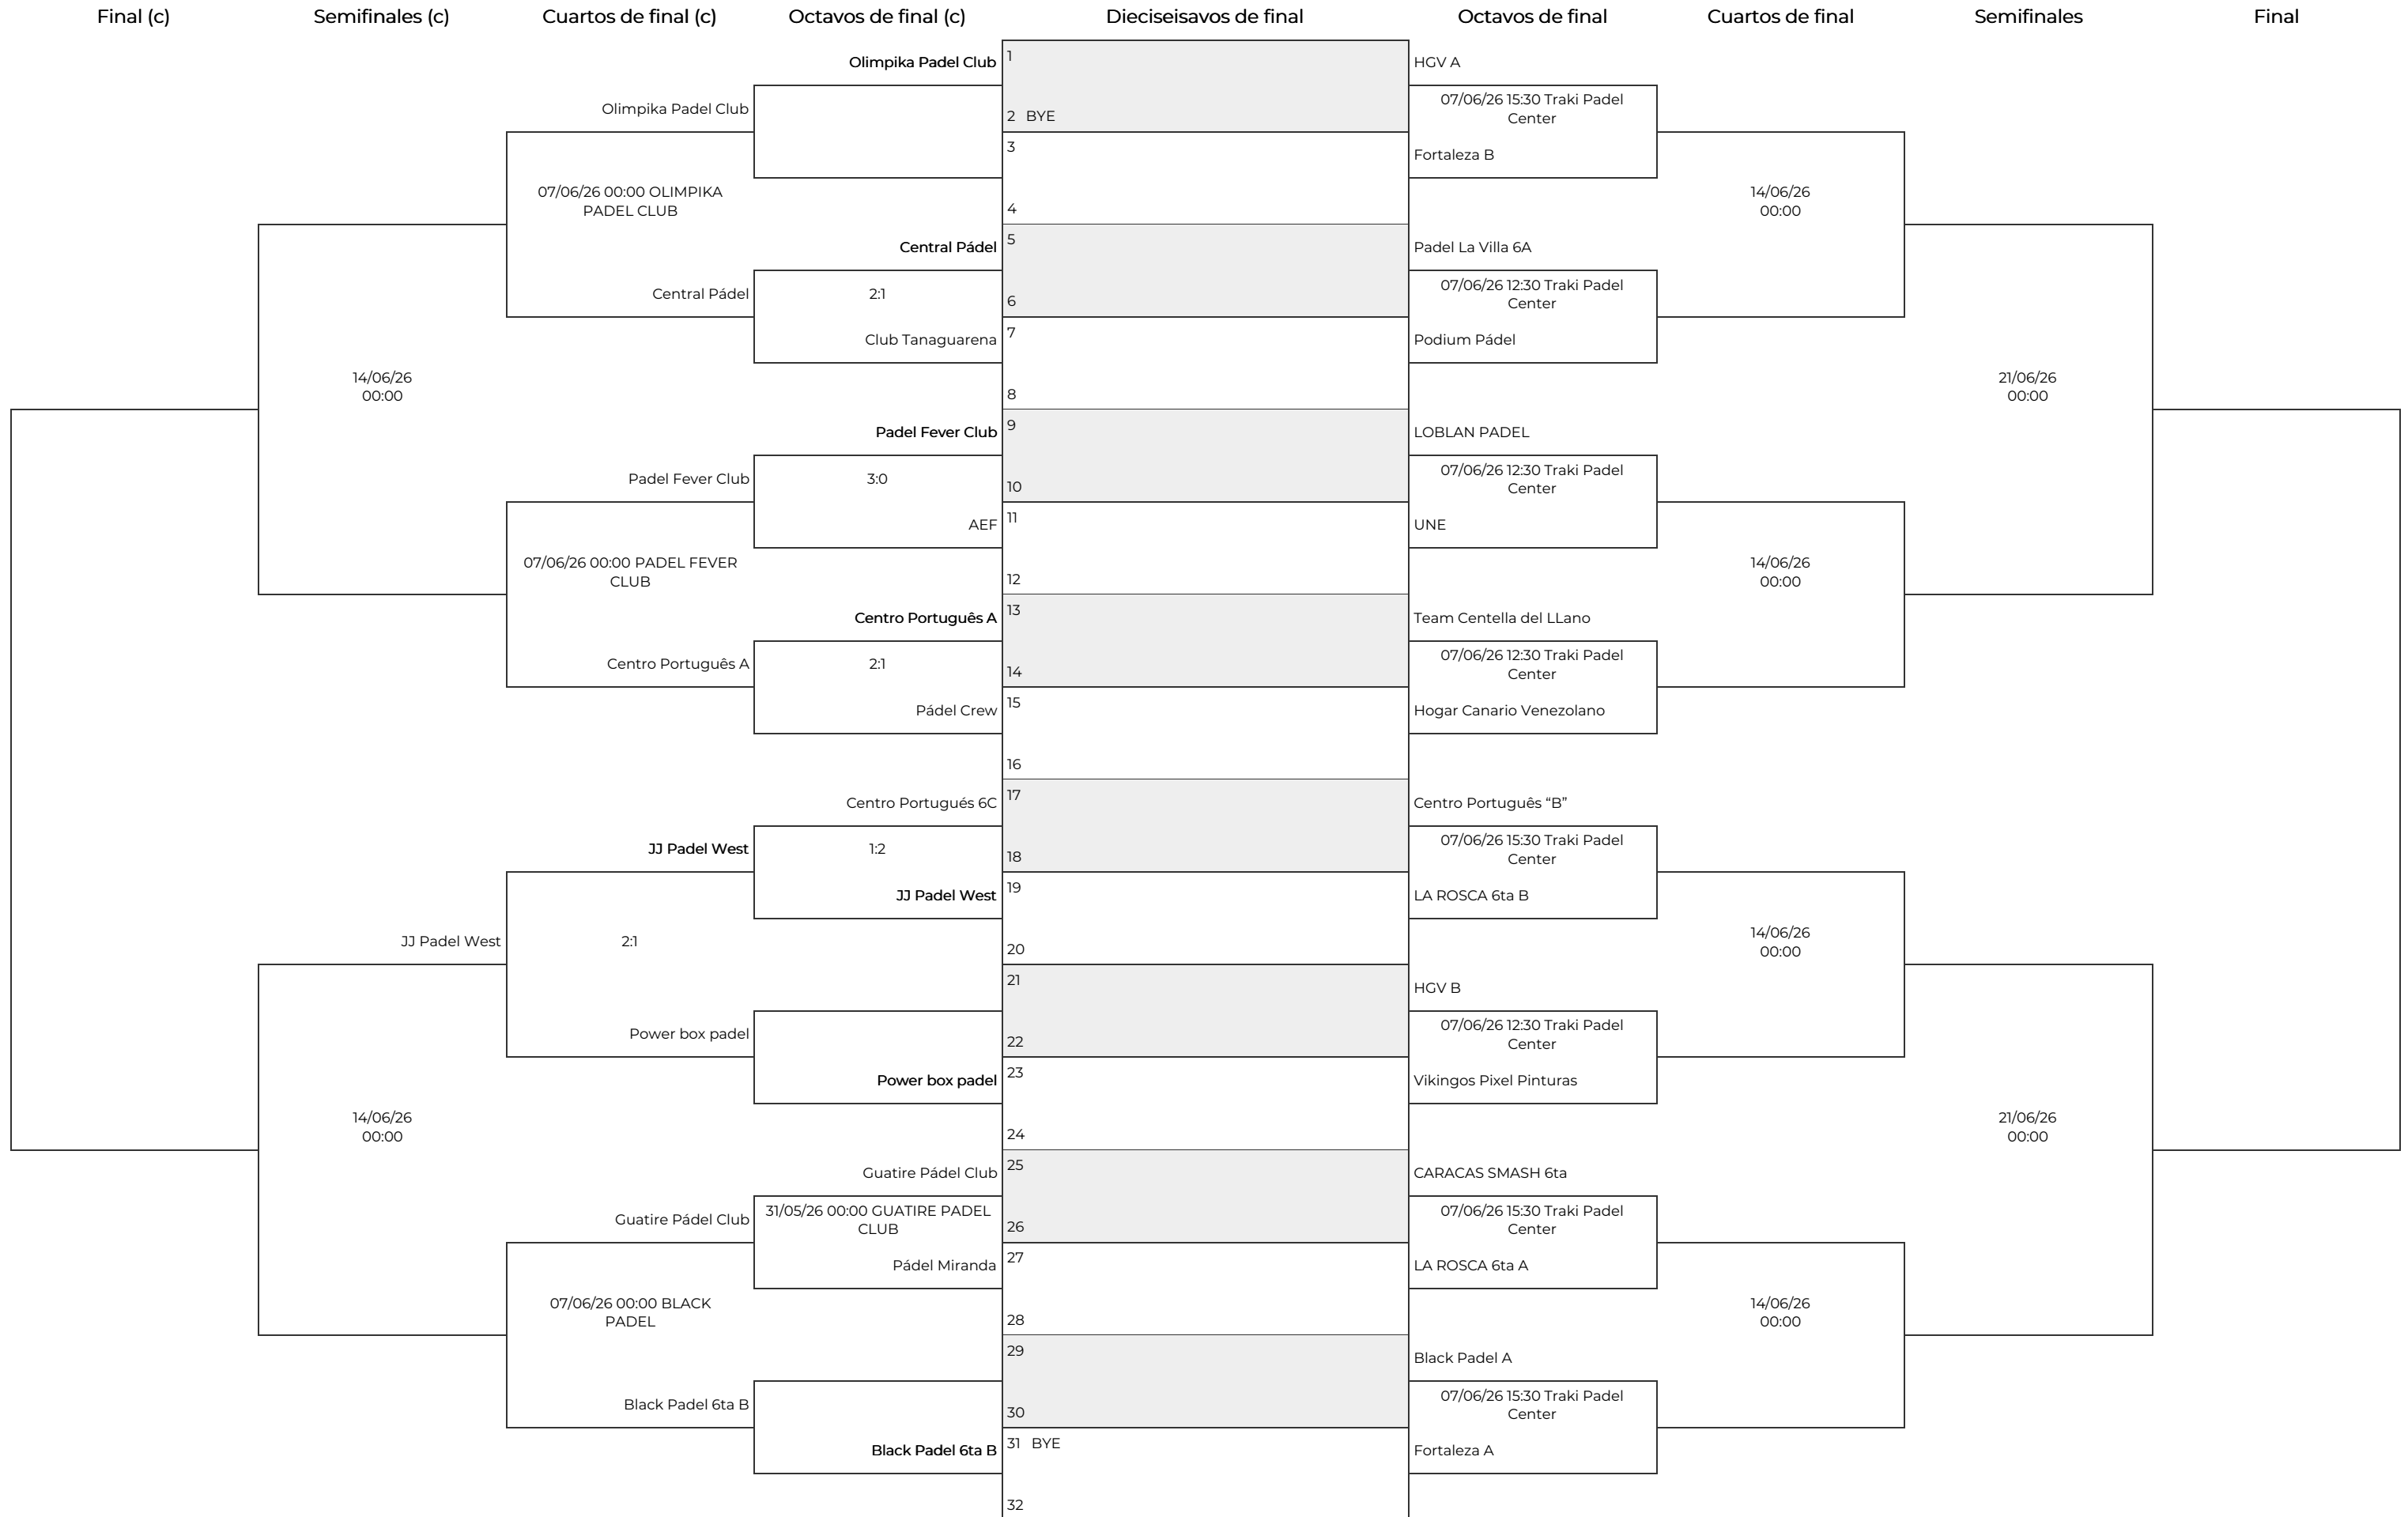 Final (c)
Semifinales (c)
Cuartos de final (c)
Octavos de final (c)
Dieciseisavos de final
Octavos de final
Cuartos de final
Semifinales
Final
14/06/26
00:00
14/06/26
00:00
Olimpika Padel Club
07/06/26 00:00 OLIMPIKA
PADEL CLUB
Central Pádel
Padel Fever Club
07/06/26 00:00 PADEL FEVER
CLUB
Centro Português A
JJ Padel West
JJ Padel West
2:1
Power box padel
Guatire Pádel Club
07/06/26 00:00 BLACK
PADEL
Black Padel 6ta B
Olimpika Padel Club
Central Pádel
2:1
Club Tanaguarena
Padel Fever Club
3:0
AEF
Centro Português A
2:1
Pádel Crew
Centro Portugués 6C
1:2
JJ Padel West
Power box padel
Guatire Pádel Club
31/05/26 00:00 GUATIRE PADEL
CLUB
Pádel Miranda
Black Padel 6ta B
1
2 BYE
3
4
5
6
7
8
9
10
11
12
13
14
15
16
17
18
19
20
21
22
23
24
25
26
27
28
29
30
31 BYE
32
HGV A
07/06/26 15:30 Traki Padel
Center
Fortaleza B
Padel La Villa 6A
07/06/26 12:30 Traki Padel
Center
Podium Pádel
LOBLAN PADEL
07/06/26 12:30 Traki Padel
Center
UNE
Team Centella del LLano
07/06/26 12:30 Traki Padel
Center
Hogar Canario Venezolano
Centro Português “B”
07/06/26 15:30 Traki Padel
Center
LA ROSCA 6ta B
HGV B
07/06/26 12:30 Traki Padel
Center
Vikingos Pixel Pinturas
CARACAS SMASH 6ta
07/06/26 15:30 Traki Padel
Center
LA ROSCA 6ta A
Black Padel A
07/06/26 15:30 Traki Padel
Center
Fortaleza A
14/06/26
00:00
14/06/26
00:00
14/06/26
00:00
14/06/26
00:00
21/06/26
00:00
21/06/26
00:00